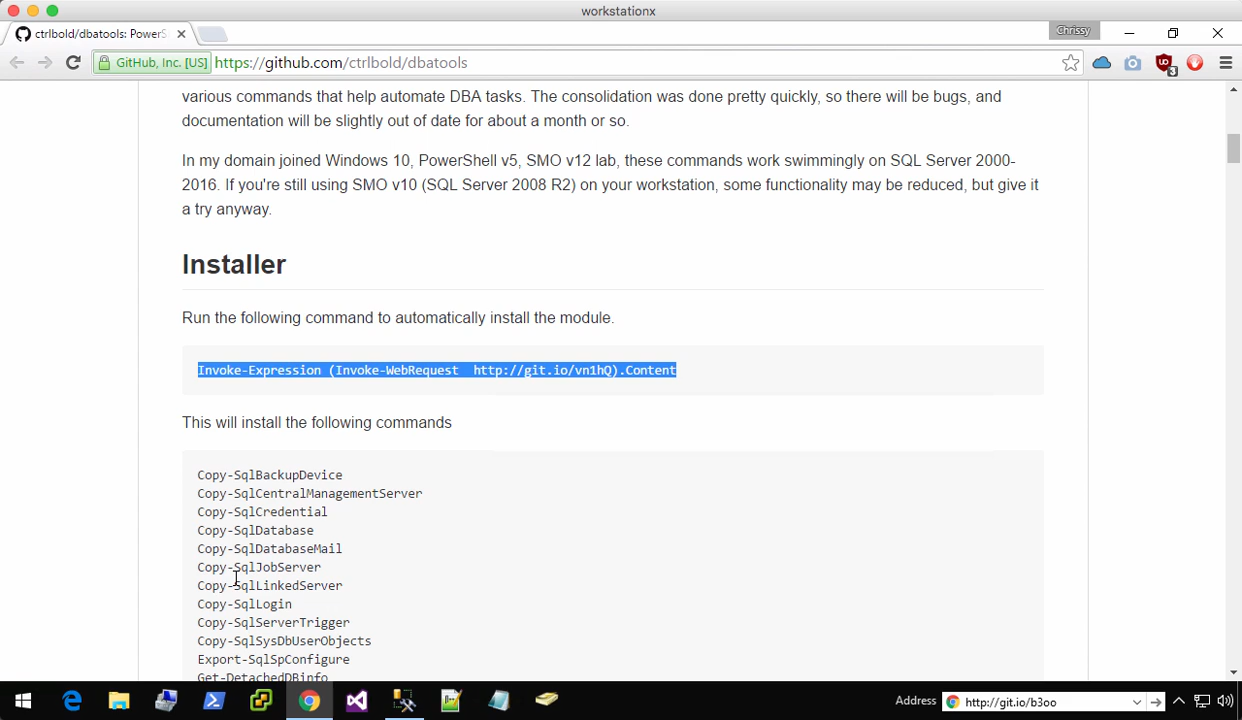 workstationx
ctrlbold/dbatools: PowerS
Chrissy
GitHub, Inc. [US]
https://github.com/ctrlbold/dbatools
uD
3
various commands that help automate DBA tasks. The consolidation was done pretty quickly, so there will be bugs, and
documentation will be slightly out of date for about a month or so.
In my domain joined Windows 10, PowerShell v5, SMO v12 lab, these commands work swimmingly on SQL Server 2000-
2016. If you're still using SMO v10 (SQL Server 2008 R2) on your workstation, some functionality may be reduced, but give it
a try anyway.
Installer
Run the following command to automatically install the module.
Invoke-Expression (Invoke-WebRequest  http://git.io/vn1hQ).Content
This will install the following commands
Copy-SqlBackupDevice
Copy-SqlCentralManagementServer
Copy-SqlCredential
Copy-SqlDatabase
Copy-SqlDatabaseMail
Copy-SqlJobServer
Copy-SqlLinkedServer
Copy-SqlLogin
Copy-SqlServerTrigger
Copy-SqlSysDbUserObjects
Export-SqlSpConfigure
Get-DetachedDBinfo
Address
http://git.io/b3oo